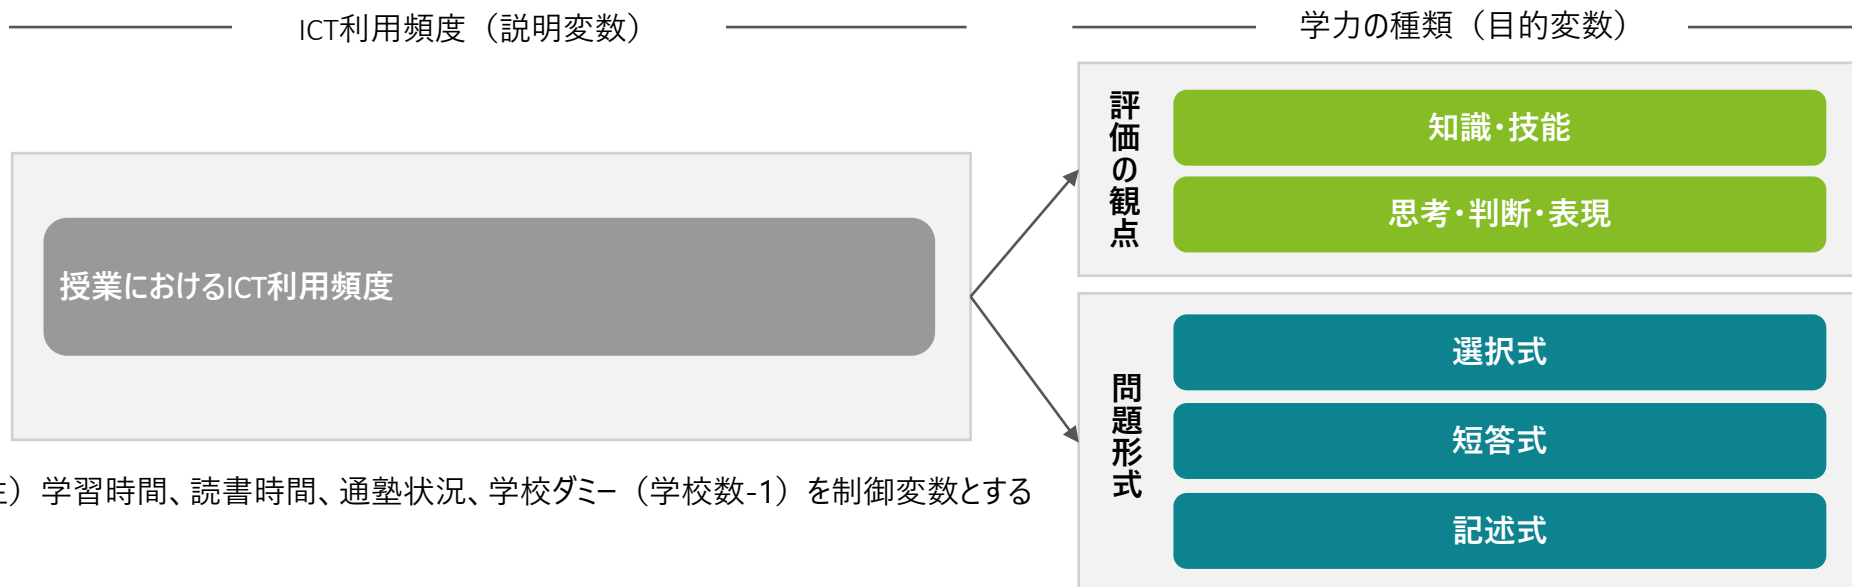 ICT利用頻度（説明変数）
学力の種類（目的変数）
授業におけるICT利用頻度
評価の観点
知識・技能
思考・判断・表現
問題形式
選択式
短答式
記述式
）学習時間、読書時間、通塾状況、学校ダミー（学校数-1）を制御変数とする